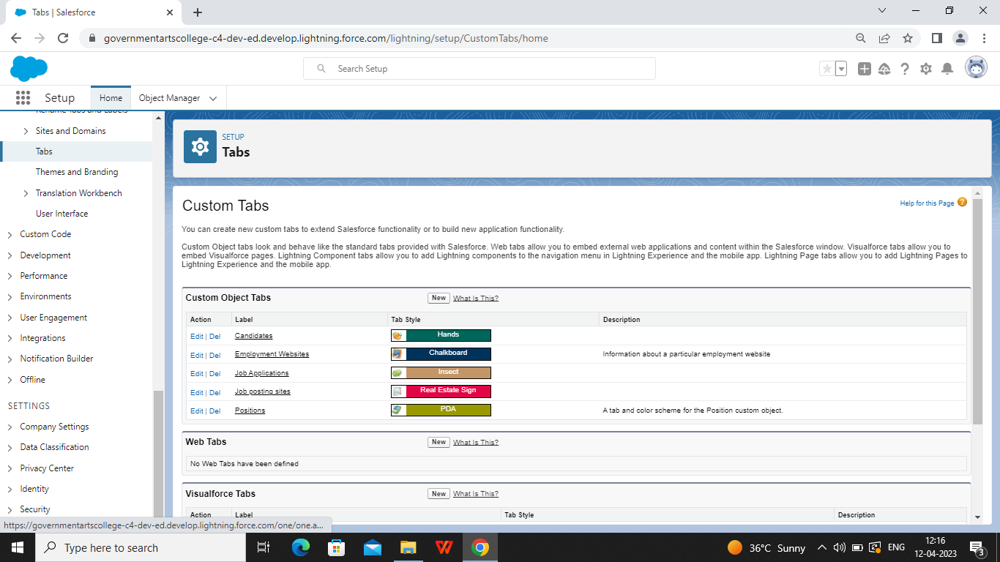 Tabs | Salesforce
governmentartscollege-c4-dev-ed.develop.lightning.force.com/lightning/setup/CustomTabs/home
Search Setup
Setup
Home
Object Manager
Rename Tabs and Labels
Sites and Domains
Tabs
Themes and Branding
Translation Workbench
User Interface
Custom Code
Development
Performance
Environments
User Engagement
Integrations
Notification Builder
Offline
SETTINGS
Company Settings
Data Classification
Privacy Center
Identity
Security
https://governmentartscollege-c4-dev-ed.develop.lightning.force.com/one/one.a...
SETUP
Tabs
Custom Tabs
Help for this Page ?
You can create new custom tabs to extend Salesforce functionality or to build new application functionality.
Custom Object tabs look and behave like the standard tabs provided with Salesforce. Web tabs allow you to embed external web applications and content within the Salesforce window. Visualforce tabs allow you to
embed Visualforce pages. Lightning Component tabs allow you to add Lightning components to the navigation menu in Lightning Experience and the mobile app. Lightning Page tabs allow you to add Lightning Pages to
Lightning Experience and the mobile app.
Custom Object Tabs New What Is This?
Action Label Tab Style Description
Edit | Del Candidates Hands
Edit | Del Employment Websites Chalkboard Information about a particular employment website
Edit | Del Job Applications Insect
Edit | Del Job posting sites Real Estate Sign
Edit | Del Positions PDA A tab and color scheme for the Position custom object.
Web Tabs New What Is This?
No Web Tabs have been defined
Visualforce Tabs New What Is This?
Action Label Tab Style Description
Type here to search
36°C Sunny
ENG
12:16
12-04-2023
3